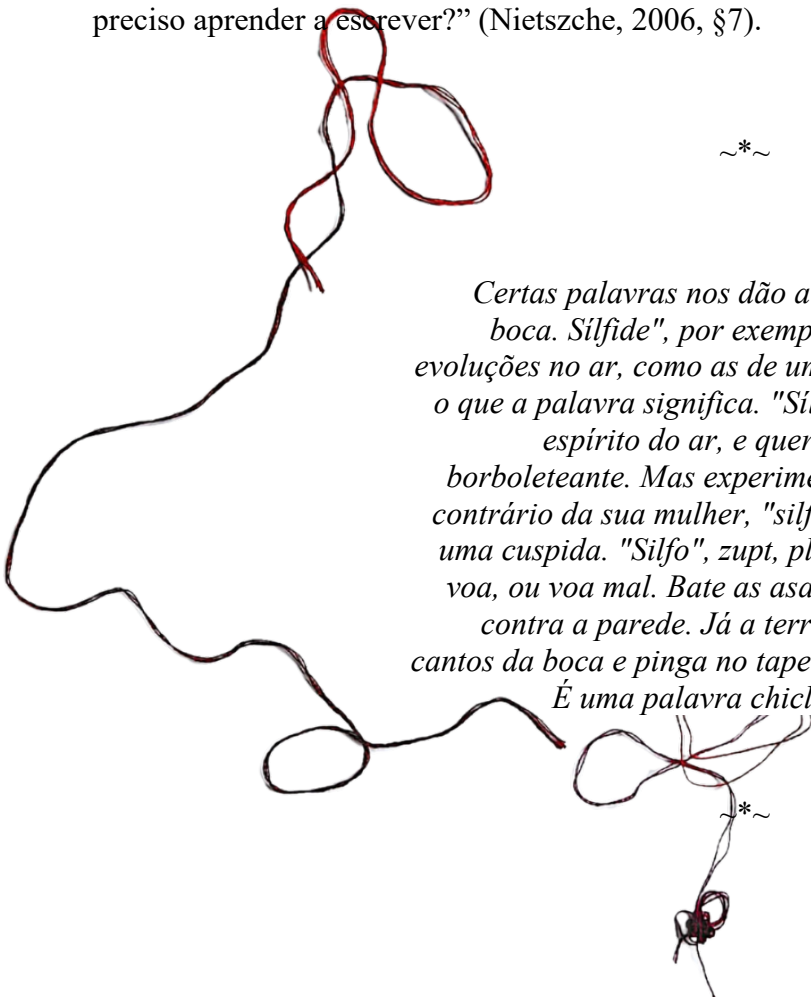 preciso aprender a escrever?” (Nietszche, 2006, §7).
~*~
Certas palavras nos dão a
boca. Sílfide", por exemp
evoluções no ar, como as de um
o que a palavra significa. "Síl
espírito do ar, e quer
borboleteante. Mas experime
contrário da sua mulher, "silf
uma cuspida. "Silfo", zupt, pl
voa, ou voa mal. Bate as asa
contra a parede. Já a terr
cantos da boca e pinga no tape
É uma palavra chicl
~*~